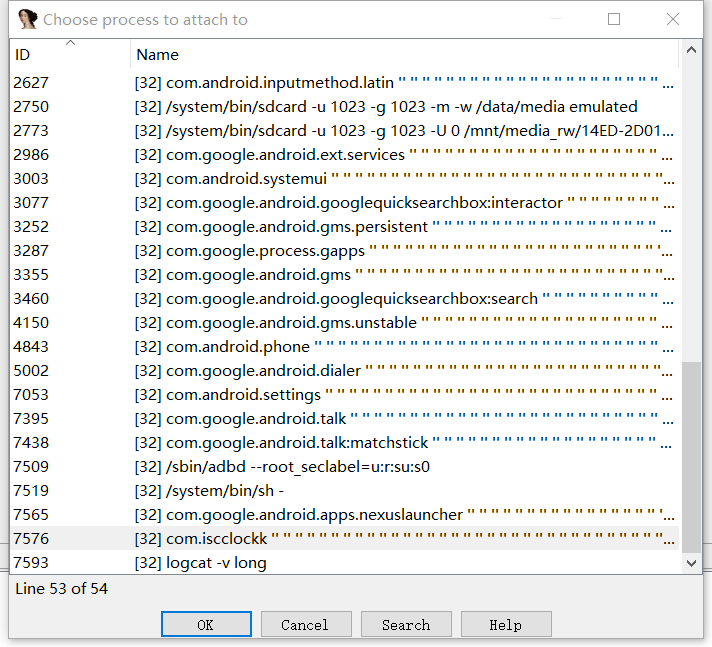 Choose process to attach to
ID Name
2627 [32] com.android.inputmethod.latin " " " " " " " " " " " " " " " " " " " " " " ...
2750 [32] /system/bin/sdcard -u 1023 -g 1023 -m -w /data/media emulated
2773 [32] /system/bin/sdcard -u 1023 -g 1023 -U 0 /mnt/media_rw/14ED-2D01...
2986 [32] com.google.android.ext.services " " " " " " " " " " " " " " " " " " " " " ...
3003 [32] com.android.systemui " " " " " " " " " " " " " " " " " " " " " " " " " " " "...
3077 [32] com.google.android.googlequicksearchbox:interactor " " " " " " " " ...
3252 [32] com.google.android.gms.persistent " " " " " " " " " " " " " " " " " " " ...
3287 [32] com.google.process.gapps " " " " " " " " " " " " " " " " " " " " " " " " '...
3355 [32] com.google.android.gms " " " " " " " " " " " " " " " " " " " " " " " " " "...
3460 [32] com.google.android.googlequicksearchbox:search " " " " " " " " " " ...
4150 [32] com.google.android.gms.unstable " " " " " " " " " " " " " " " " " " " " ...
4843 [32] com.android.phone " " " " " " " " " " " " " " " " " " " " " " " " " " " " " ...
5002 [32] com.google.android.dialer " " " " " " " " " " " " " " " " " " " " " " " " "...
7053 [32] com.android.settings " " " " " " " " " " " " " " " " " " " " " " " " " " " " ...
7395 [32] com.google.android.talk " " " " " " " " " " " " " " " " " " " " " " " " " " ...
7438 [32] com.google.android.talk:matchstick " " " " " " " " " " " " " " " " " " " ...
7509 [32] /sbin/adbd --root_seclabel=u:r:su:s0
7519 [32] /system/bin/sh -
7565 [32] com.google.android.apps.nexuslauncher " " " " " " " " " " " " " " " " '...
7576 [32] com.iscclockk " " " " " " " " " " " " " " " " " " " " " " " " " " " " " " " " "...
7593 [32] logcat -v long
Line 53 of 54
OK Cancel Search Help